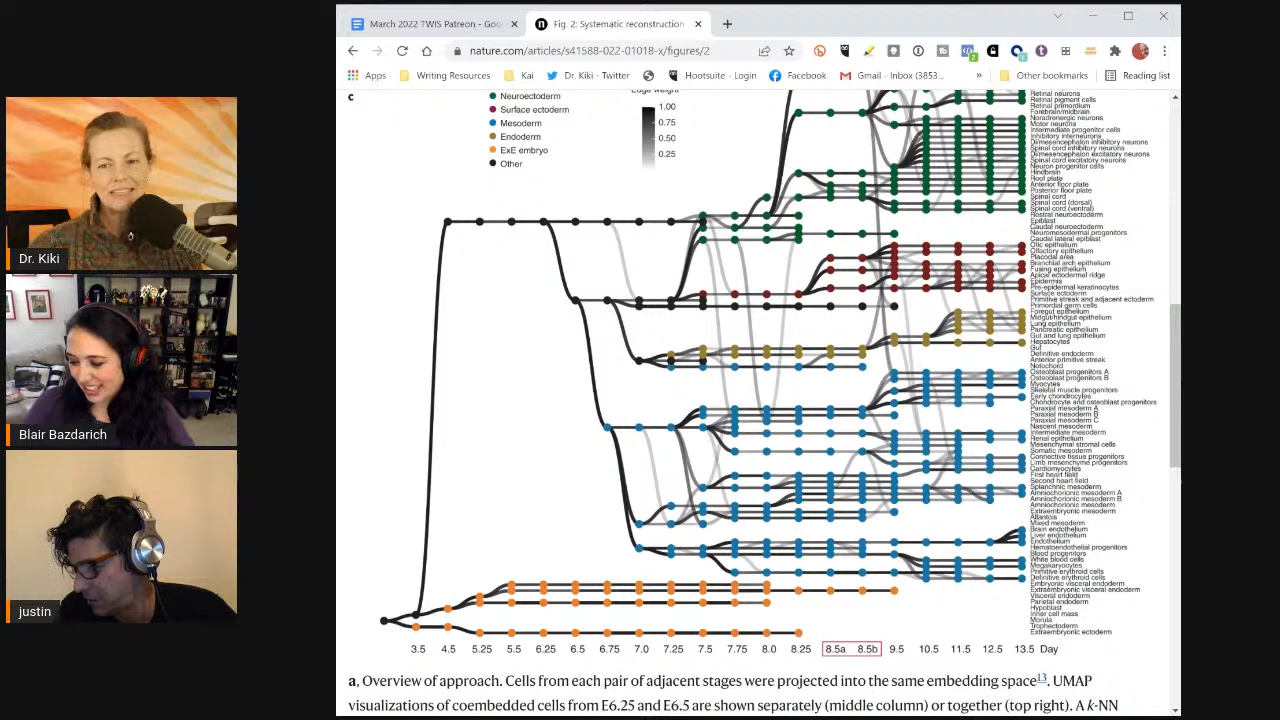 March 2022 TWIS Patreon - Goo
Fig. 2: Systematic reconstruction
nature.com/articles/s41588-022-01018-x/figures/2
Apps
Writing Resources
Kai
Dr. Kiki - Twitter
Hootsuite - Login
Facebook
Gmail - Inbox (3853...
»
Other bookmarks
Reading list
c
Neuroectoderm
Surface ectoderm
Mesoderm
Endoderm
ExE embryo
Other
Edge weight
1.00
0.75
0.50
0.25
Retinal neurons
Retinal pigment cells
Retinal primordium
Forebrain/midbrain
Noradrenergic neurons
Motor neurons
Intermediate progenitor cells
Inhibitory interneurons
Di/mesencephalon inhibitory neurons
Spinal cord inhibitory neurons
Di/mesencephalon excitatory neurons
Spinal cord excitatory neurons
Neuron progenitor cells
Hindbrain
Roof plate
Anterior floor plate
Posterior floor plate
Spinal cord
Spinal cord (dorsal)
Spinal cord (ventral)
Rostral neuroectoderm
Epiblast
Caudal neuroectoderm
Neuromesodermal progenitors
Caudal lateral epiblast
Otic epithelium
Olfactory epithelium
Placodal area
Branchial arch epithelium
Fusing epithelium
Apical ectodermal ridge
Epidermis
Pre-epidermal keratinocytes
Surface ectoderm
Primitive streak and adjacent ectoderm
Primordial germ cells
Foregut epithelium
Midgut/hindgut epithelium
Lung epithelium
Pancreatic epithelium
Gut and lung epithelium
Hepatocytes
Gut
Definitive endoderm
Anterior primitive streak
Notochord
Osteoblast progenitors A
Osteoblast progenitors B
Myocytes
Skeletal muscle progenitors
Early chondrocytes
Chondrocyte and osteoblast progenitors
Paraxial mesoderm A
Paraxial mesoderm B
Paraxial mesoderm C
Nascent mesoderm
Intermediate mesoderm
Renal epithelium
Mesenchymal stromal cells
Somatic mesoderm
Connective tissue progenitors
Limb mesenchyme progenitors
Cardiomyocytes
First heart field
Second heart field
Splanchnic mesoderm
Amniochorionic mesoderm A
Amniochorionic mesoderm B
Amniochorionic mesoderm
Extraembryonic mesoderm
Allantois
Mixed mesoderm
Brain endothelium
Liver endothelium
Endothelium
Hematoendothelial progenitors
Blood progenitors
White blood cells
Megakaryocytes
Primitive erythroid cells
Definitive erythroid cells
Embryonic visceral endoderm
Extraembryonic visceral endoderm
Visceral endoderm
Parietal endoderm
Hypoblast
Inner cell mass
Morula
Trophectoderm
Extraembryonic ectoderm
3.5 4.5 5.25 5.5 6.25 6.5 6.75 7.0 7.25 7.5 7.75 8.0 8.25 8.5a 8.5b 9.5 10.5 11.5 12.5 13.5 Day
a, Overview of approach. Cells from each pair of adjacent stages were projected into the same embedding space13. UMAP
visualizations of coembedded cells from E6.25 and E6.5 are shown separately (middle column) or together (top right). A k-NN
Dr. Kiki
Blair Bazdarich
justin